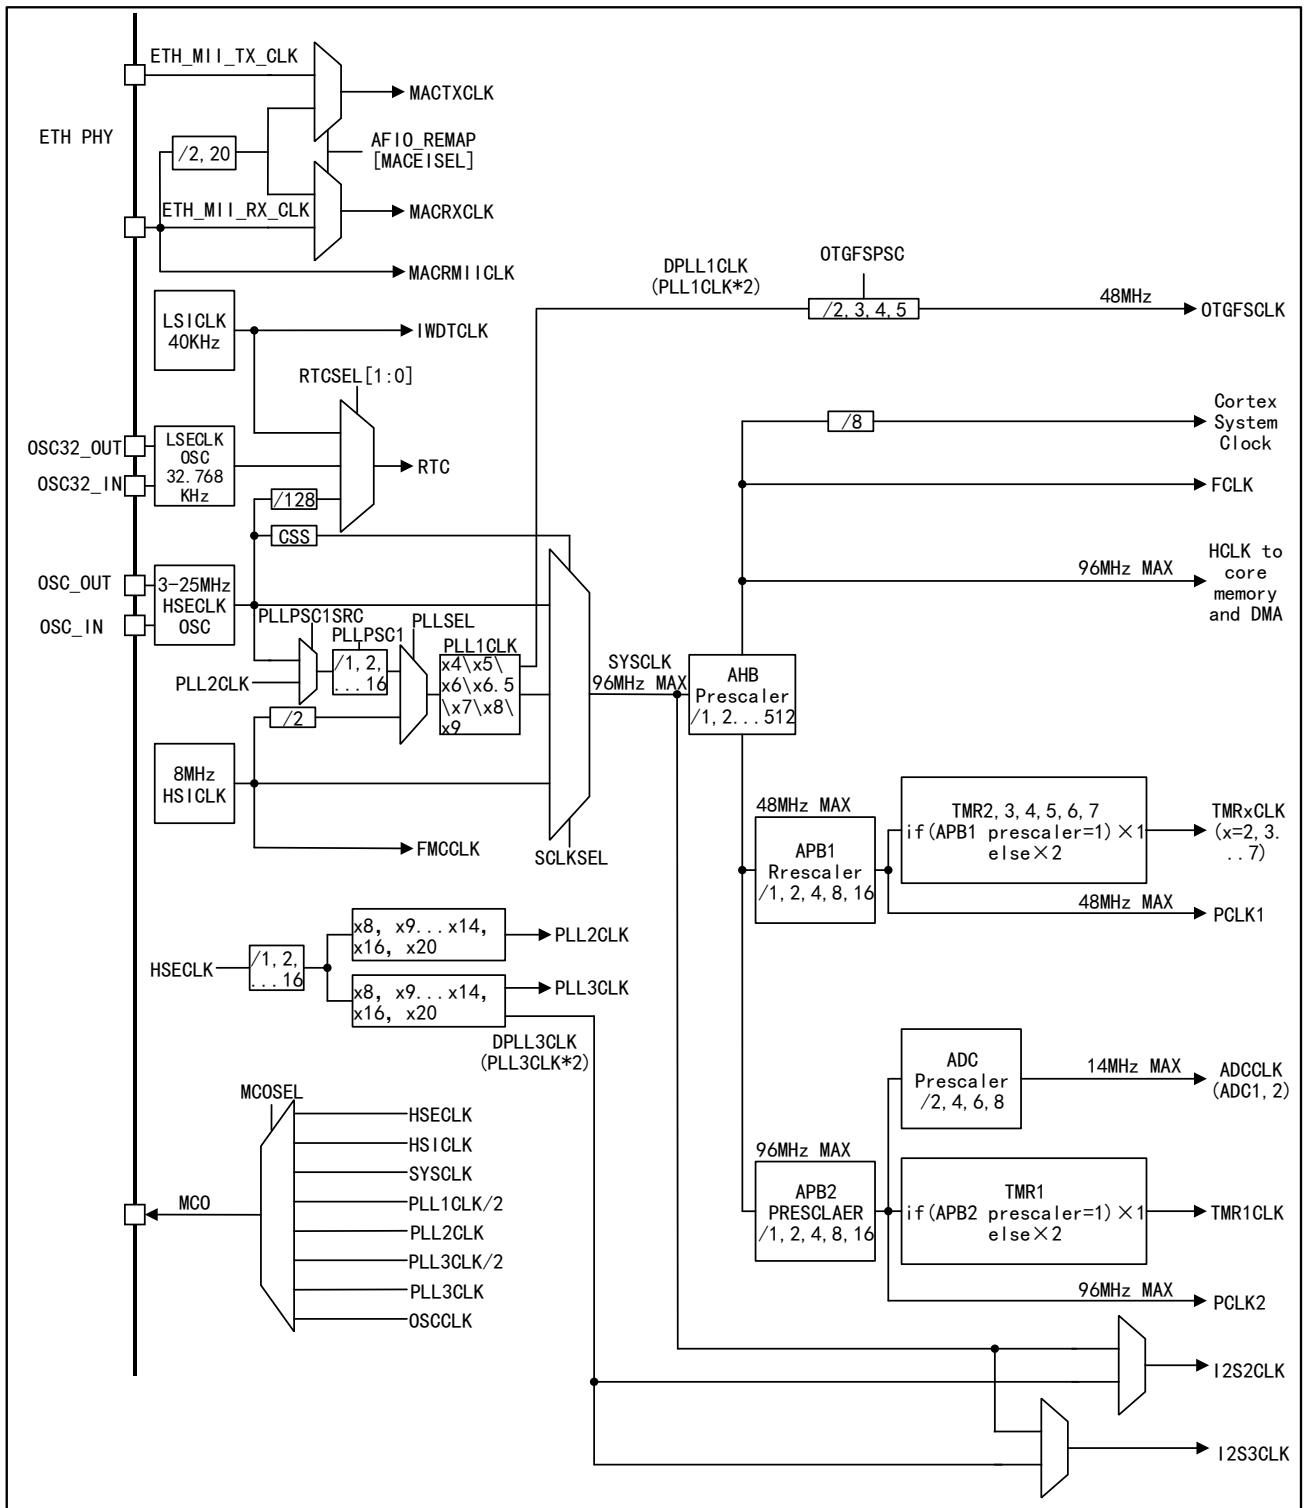 ETH_MII_TX_CLK
MACTXCLK
ETH PHY
/2, 20
AFIO_REMAP
[MACEISEL]
ETH_MII_RX_CLK
MACRXCLK
MACRMIICLK
DPLL1CLK
(PLL1CLK*2)
OTGFSPSC
/2, 3, 4, 5
48MHz
OTGFSCLK
LSICLK
40KHz
IWDTCLK
RTCSEL[1:0]
Cortex
System
Clock
/8
OSC32_OUT
OSC32_IN
LSECLK
OSC
32.768
KHz
RTC
FCLK
/128
CSS
96MHz MAX
HCLK to
core
memory
and DMA
OSC_OUT
OSC_IN
3-25MHz
HSECLK
OSC
PLLPSC1SRC
PLLPSC1
PLLSEL
PLL1CLK
/1, 2,
...16
x4\x5\
x6\x6.5
\x7\x8\
x9
PLL2CLK
/2
SYSCLK
96MHz MAX
AHB
Prescaler
/1, 2...512
8MHz
HSICLK
FMCCLK
SCLKSEL
48MHz MAX
APB1
Rrescaler
/1, 2, 4, 8, 16
TMR2, 3, 4, 5, 6, 7
if(APB1 prescaler=1)×1
else×2
TMRxCLK
(x=2, 3.
..7)
48MHz MAX
PCLK1
HSECLK
/1, 2,
...16
x8, x9...x14,
x16, x20
PLL2CLK
x8, x9...x14,
x16, x20
PLL3CLK
DPLL3CLK
(PLL3CLK*2)
ADC
Prescaler
/2, 4, 6, 8
14MHz MAX
ADCCLK
(ADC1, 2)
MCOSEL
HSECLK
HSICLK
SYSCLK
PLL1CLK/2
PLL2CLK
PLL3CLK/2
PLL3CLK
OSCCLK
MCO
96MHz MAX
APB2
PRESCLAER
/1, 2, 4, 8, 16
TMR1
if(APB2 prescaler=1)×1
else×2
TMR1CLK
96MHz MAX
PCLK2
I2S2CLK
I2S3CLK